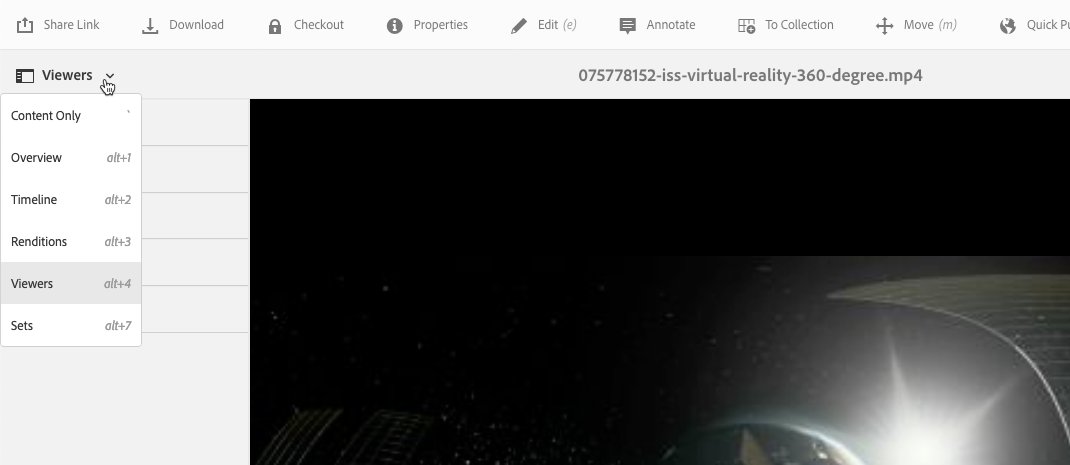 Share Link Download Checkout Properties Edit (e) Annotate To Collection Move (m) Quick Pu
Viewers 075778152-iss-virtual-reality-360-degree.mp4
Content Only `
Overview alt+1
Timeline alt+2
Renditions alt+3
Viewers alt+4
Sets alt+7